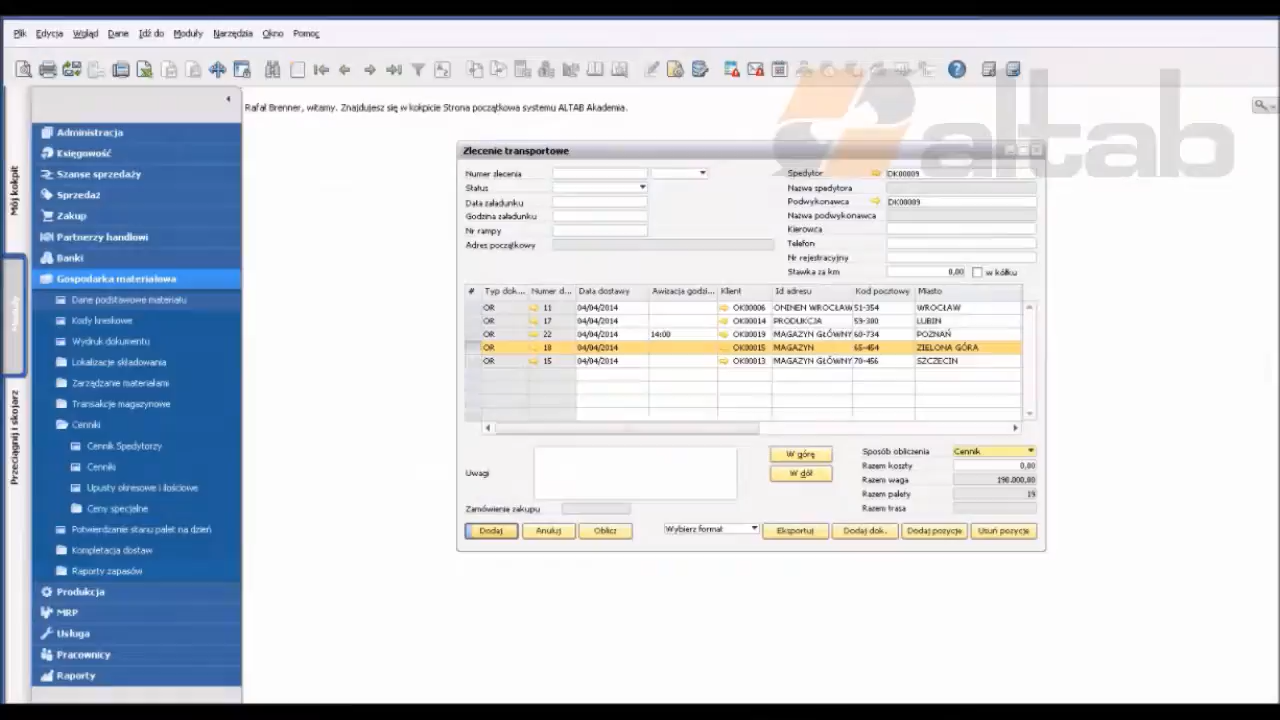 Plik Edycja Wgląd Dane Idź do Moduły Narzędzia Okno Pomoc
altab
Rafał Brenner, witamy. Znajdujesz się w kokpicie Strona początkowa systemu ALTAB Akademia.
Mój kokpit
Przeciągnij i skojarz
Administracja
Księgowość
Szanse sprzedaży
Sprzedaż
Zakup
Partnerzy handlowi
Banki
Gospodarka materiałowa
Dane podstawowe materiału
Kody kreskowe
Wydruk dokumentu
Lokalizacje składowania
Zarządzanie materiałami
Transakcje magazynowe
Cenniki
Cennik Spedytorzy
Cenniki
Upusty okresowe i ilościowe
Ceny specjalne
Potwierdzanie stanu palet na dzień
Kompletacja dostaw
Raporty zapasów
Produkcja
MRP
Usługa
Pracownicy
Raporty
Zlecenie transportowe
Numer zlecenia
Status
Data załadunku
Godzina załadunku
Nr rampy
Adres początkowy
Spedytor DK00009
Nazwa spedytora
Podwykonawca DK00009
Nazwa podwykonawca
Kierowca
Telefon
Nr rejestracyjny
Stawka za km 0,00 w kółku
# Typ dok... Numer d... Data dostawy Awizacja godzi... Klient Id adresu Kod pocztowy Miasto
OR 11 04/04/2014 OK00006 ONINEN WROCŁAW 51-354 WROCŁAW
OR 17 04/04/2014 OK00014 PRODUKCJA 59-300 LUBIN
OR 22 04/04/2014 14:00 OK00019 MAGAZYN GŁÓWNY 60-734 POZNAŃ
OR 18 04/04/2014 OK00015 MAGAZYN 65-454 ZIELONA GÓRA
OR 15 04/04/2014 OK00013 MAGAZYN GŁÓWNY 70-456 SZCZECIN
Uwagi
W górę
W dół
Sposób obliczenia Cennik
Razem koszty 0,00
Razem waga 198.000,00
Razem palety 19
Razem trasa
Zamówienie zakupu
Dodaj Anuluj Oblicz Wybierz format Eksportuj Dodaj dok. Dodaj pozycje Usuń pozycje